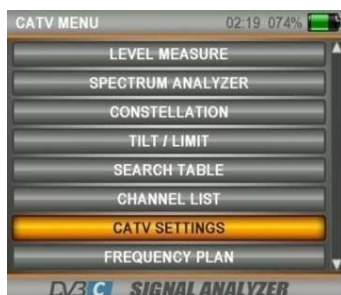 CATV MENU 02:19 074%
LEVEL MEASURE
SPECTRUM ANALYZER
CONSTELLATION
TILT / LIMIT
SEARCH TABLE
CHANNEL LIST
CATV SETTINGS
FREQUENCY PLAN
DVB C SIGNAL ANALYZER